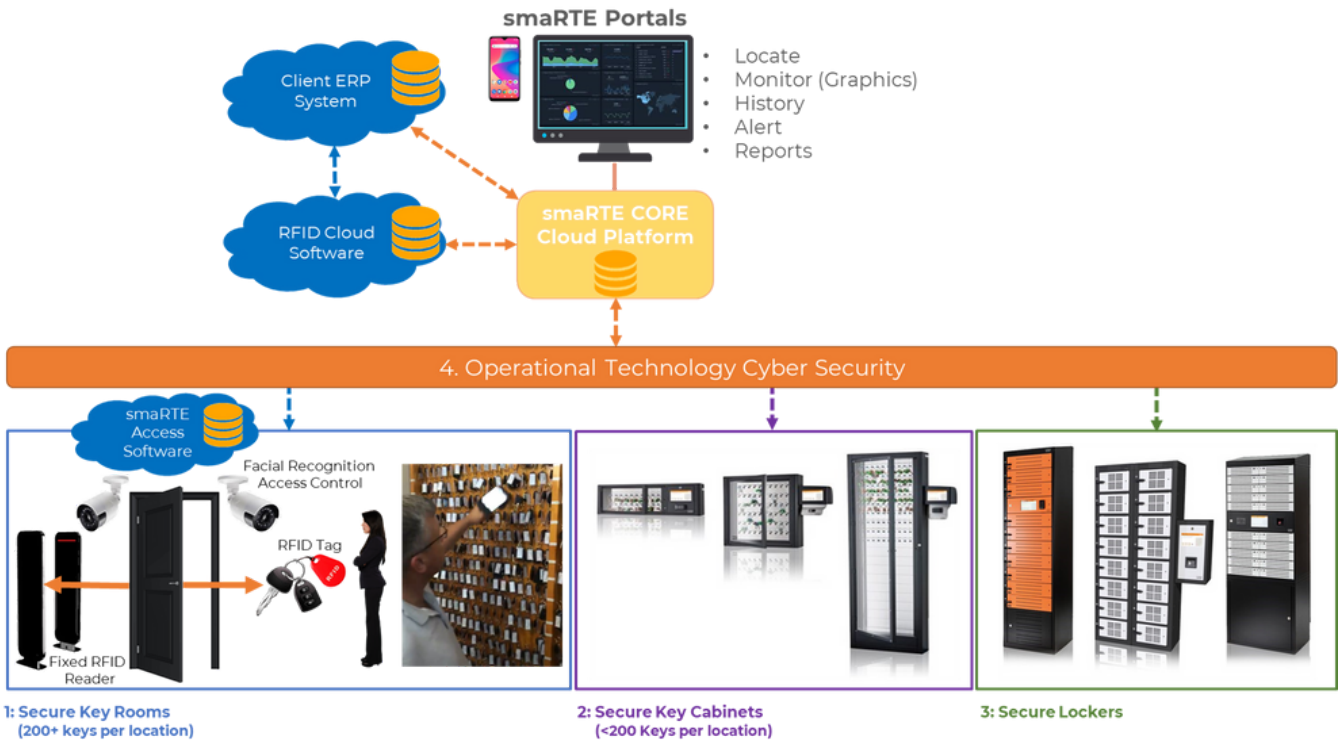 smaRTE Portals
• Locate
• Monitor (Graphics)
• History
• Alert
• Reports
Client ERP
System
RFID Cloud
Software
smaRTE CORE
Cloud Platform
4. Operational Technology Cyber Security
smaRTE
Access
Software
Facial Recognition
Access Control
RFID Tag
RFID
Fixed RFID
Reader
1: Secure Key Rooms
(200+ keys per location)
2: Secure Key Cabinets
(<200 Keys per location)
3: Secure Lockers